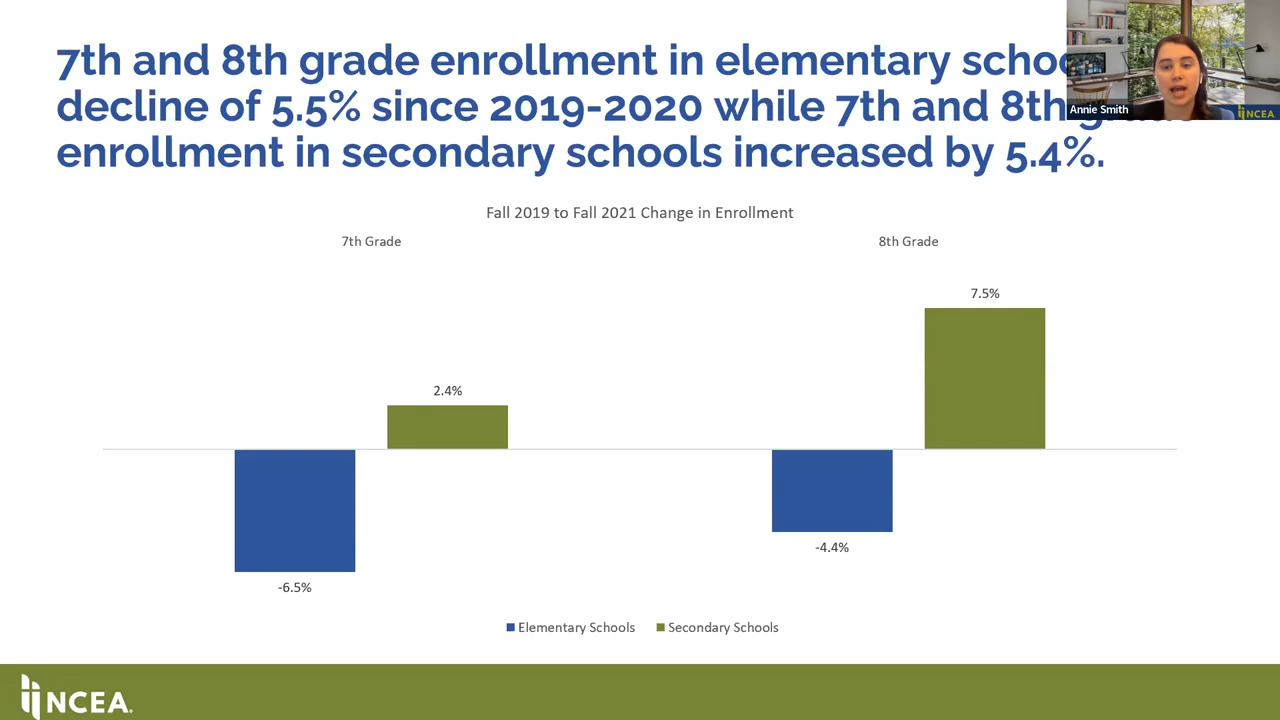 7th and 8th grade enrollment in elementary
decline of 5.5% since 2019-2020 while 7th and 8th
enrollment in secondary schools increased by 5.4%.
Annie Smith
NCEA
Fall 2019 to Fall 2021 Change in Enrollment
7th Grade
8th Grade
7.5%
2.4%
-4.4%
-6.5%
Elementary Schools
Secondary Schools
NCEA.